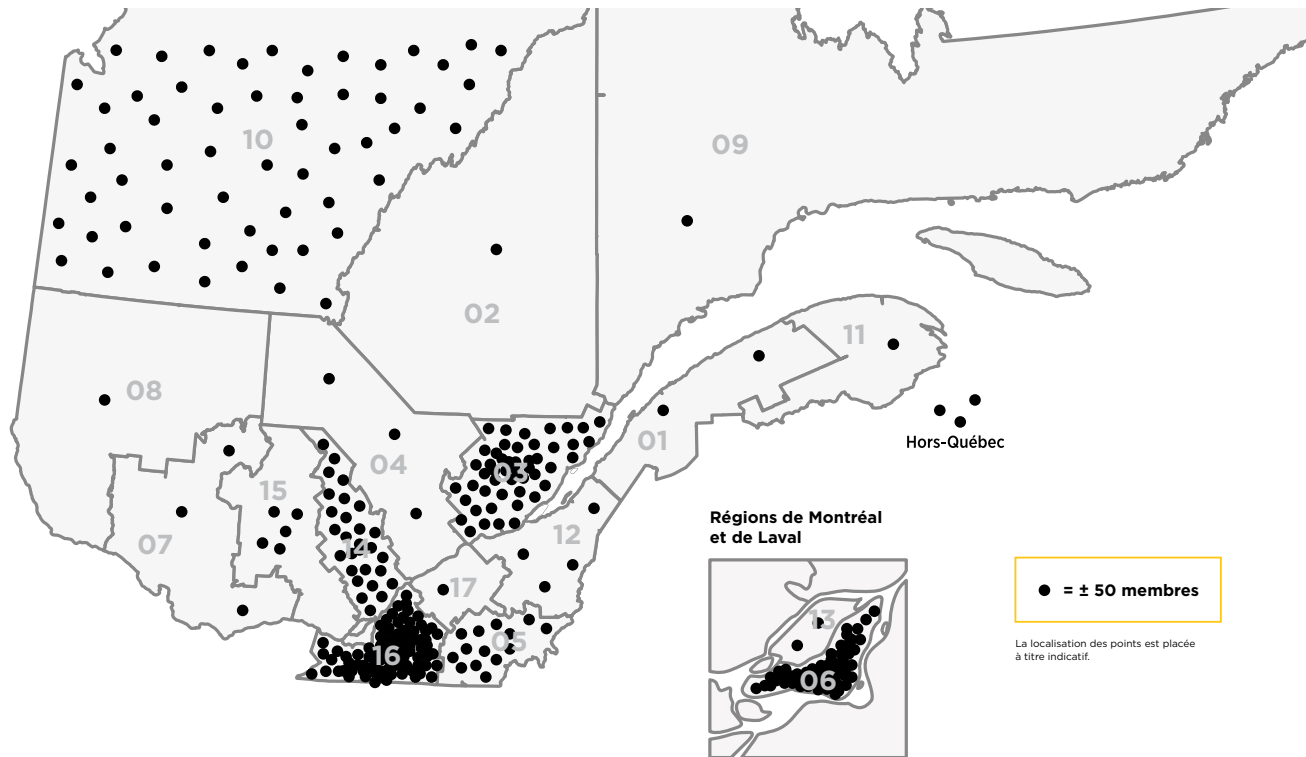 10
09
02
11
08
Hors-Québec
01
04
03
15
Régions de Montréal
et de Laval
12
07
14
17
= ± 50 membres
13
05
La localisation des points est placée
à titre indicatif.
16
06